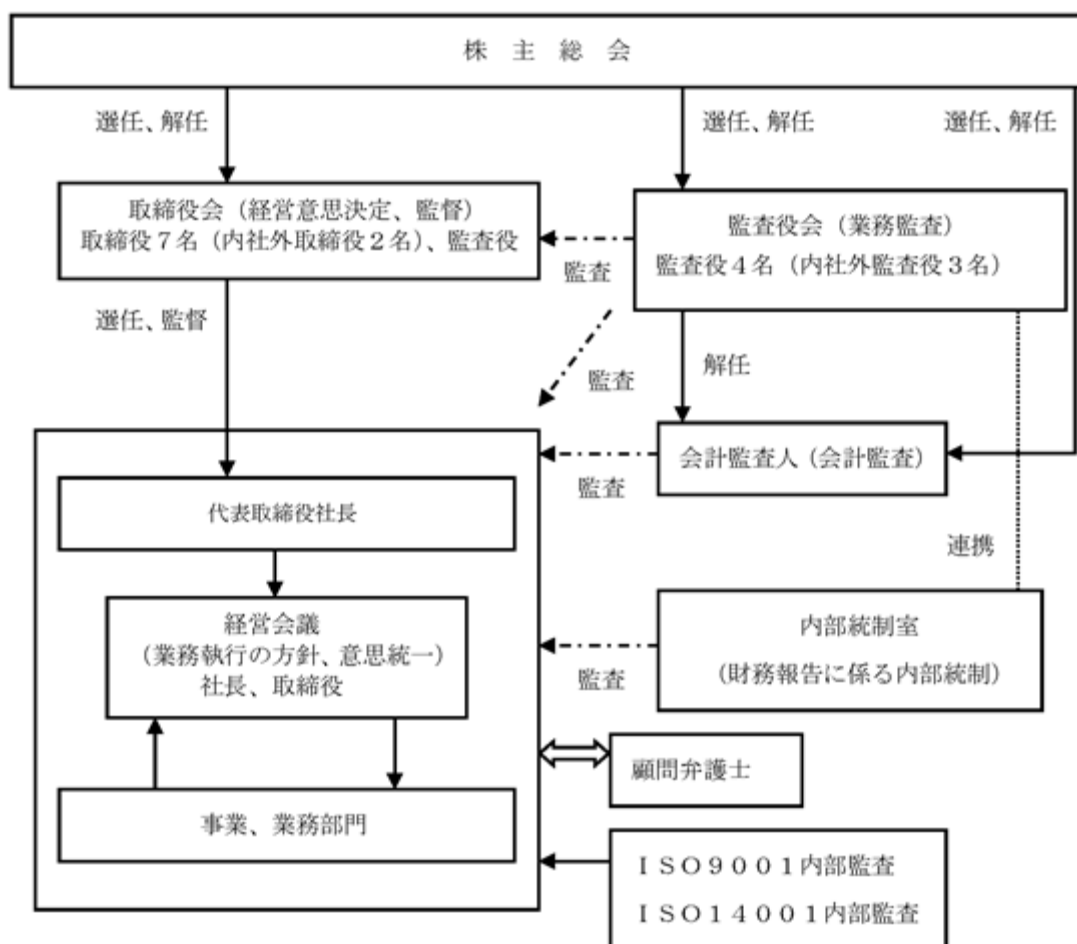 株 主 総 会
選任、解任
選任、解任
選任、解任
取締役会（経営意思決定、監督）
取締役７名（内社外取締役２名）、監査役
監査役会（業務監査）
監査役４名（内社外監査役３名）
監査
選任、監督
監査
解任
会計監査人（会計監査）
監査
代表取締役社長
連携
経営会議
（業務執行の方針、意思統一）
社長、取締役
内部統制室
（財務報告に係る内部統制）
監査
顧問弁護士
事業、業務部門
ＩＳＯ９００１内部監査
ＩＳＯ１４００１内部監査